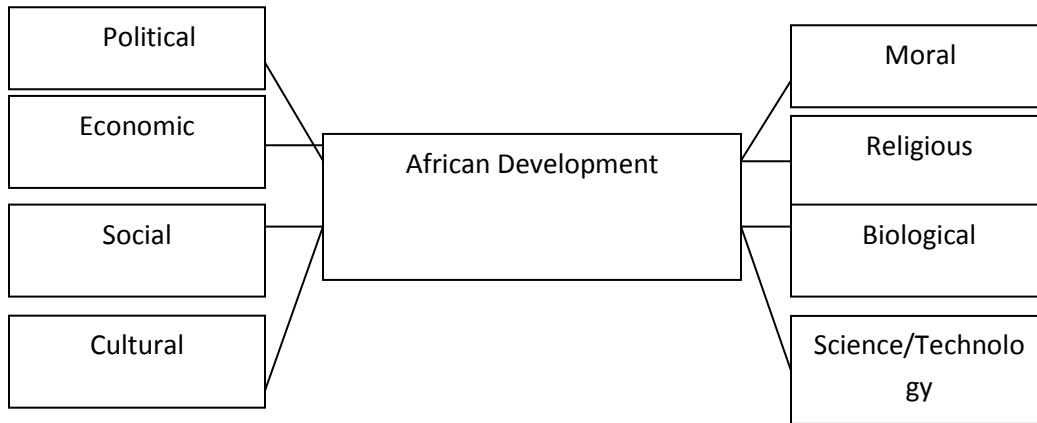 Political
Economic
Social
Cultural
African Development
Moral
Religious
Biological
Science/Technolo
gy